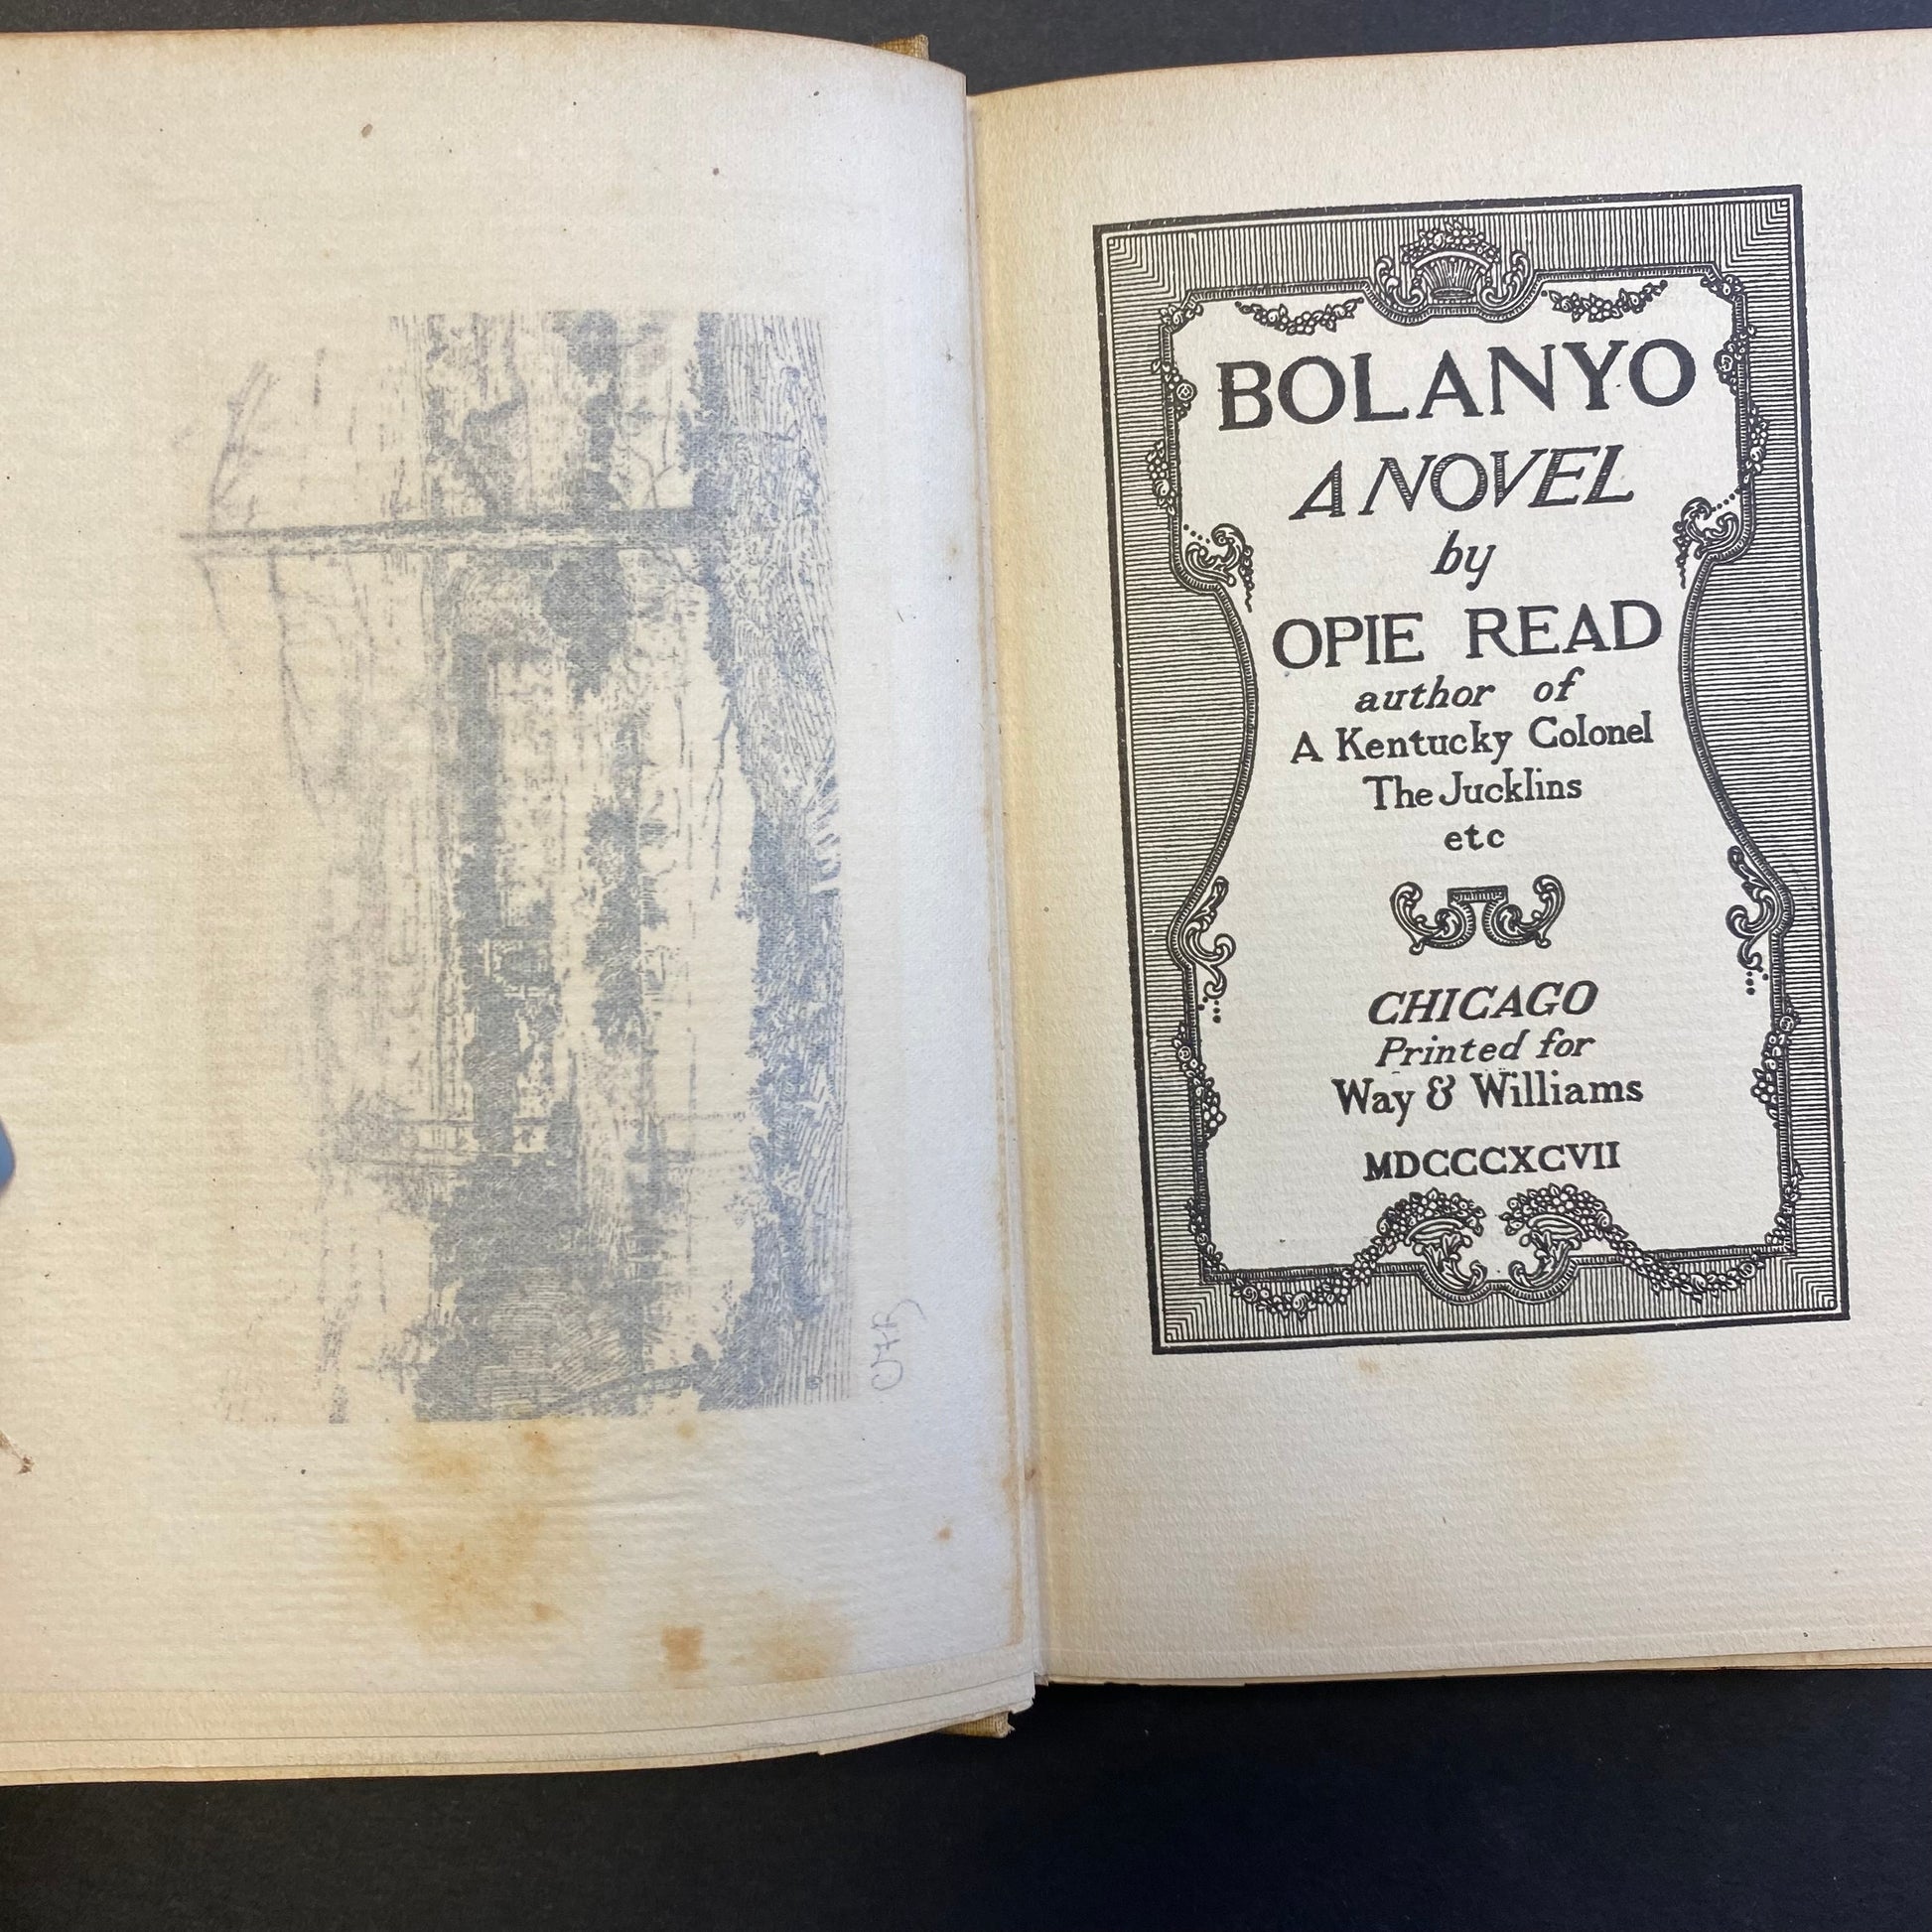 BOLANYO
A NOVEL
by
OPIE READ
author of
A Kentucky Colonel
The Jucklins
etc
CHICAGO
Printed for
Way & Williams
MDCCCXCVII